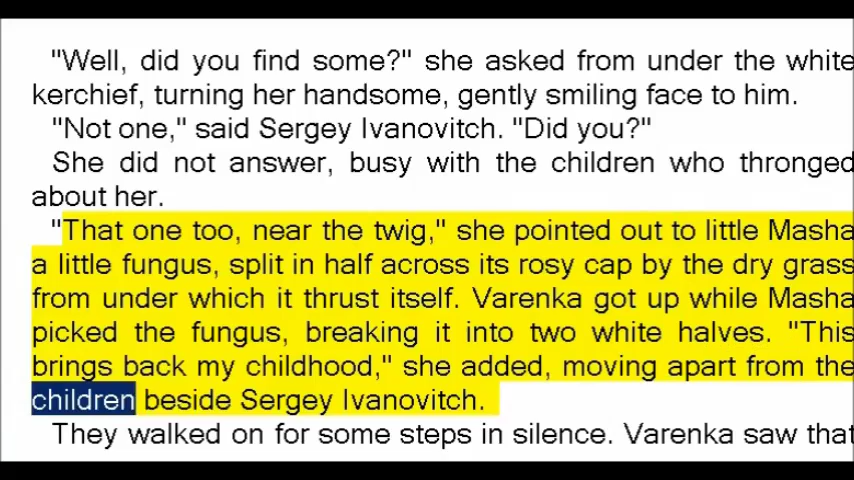 "Well, did you find some?" she asked from under the white
kerchief, turning her handsome, gently smiling face to him.
"Not one," said Sergey Ivanovitch. "Did you?"
She did not answer, busy with the children who thronged
about her.
"That one too, near the twig," she pointed out to little Masha
a little fungus, split in half across its rosy cap by the dry grass
from under which it thrust itself. Varenka got up while Masha
picked the fungus, breaking it into two white halves. "This
brings back my childhood," she added, moving apart from the
children beside Sergey Ivanovitch.
They walked on for some steps in silence. Varenka saw that